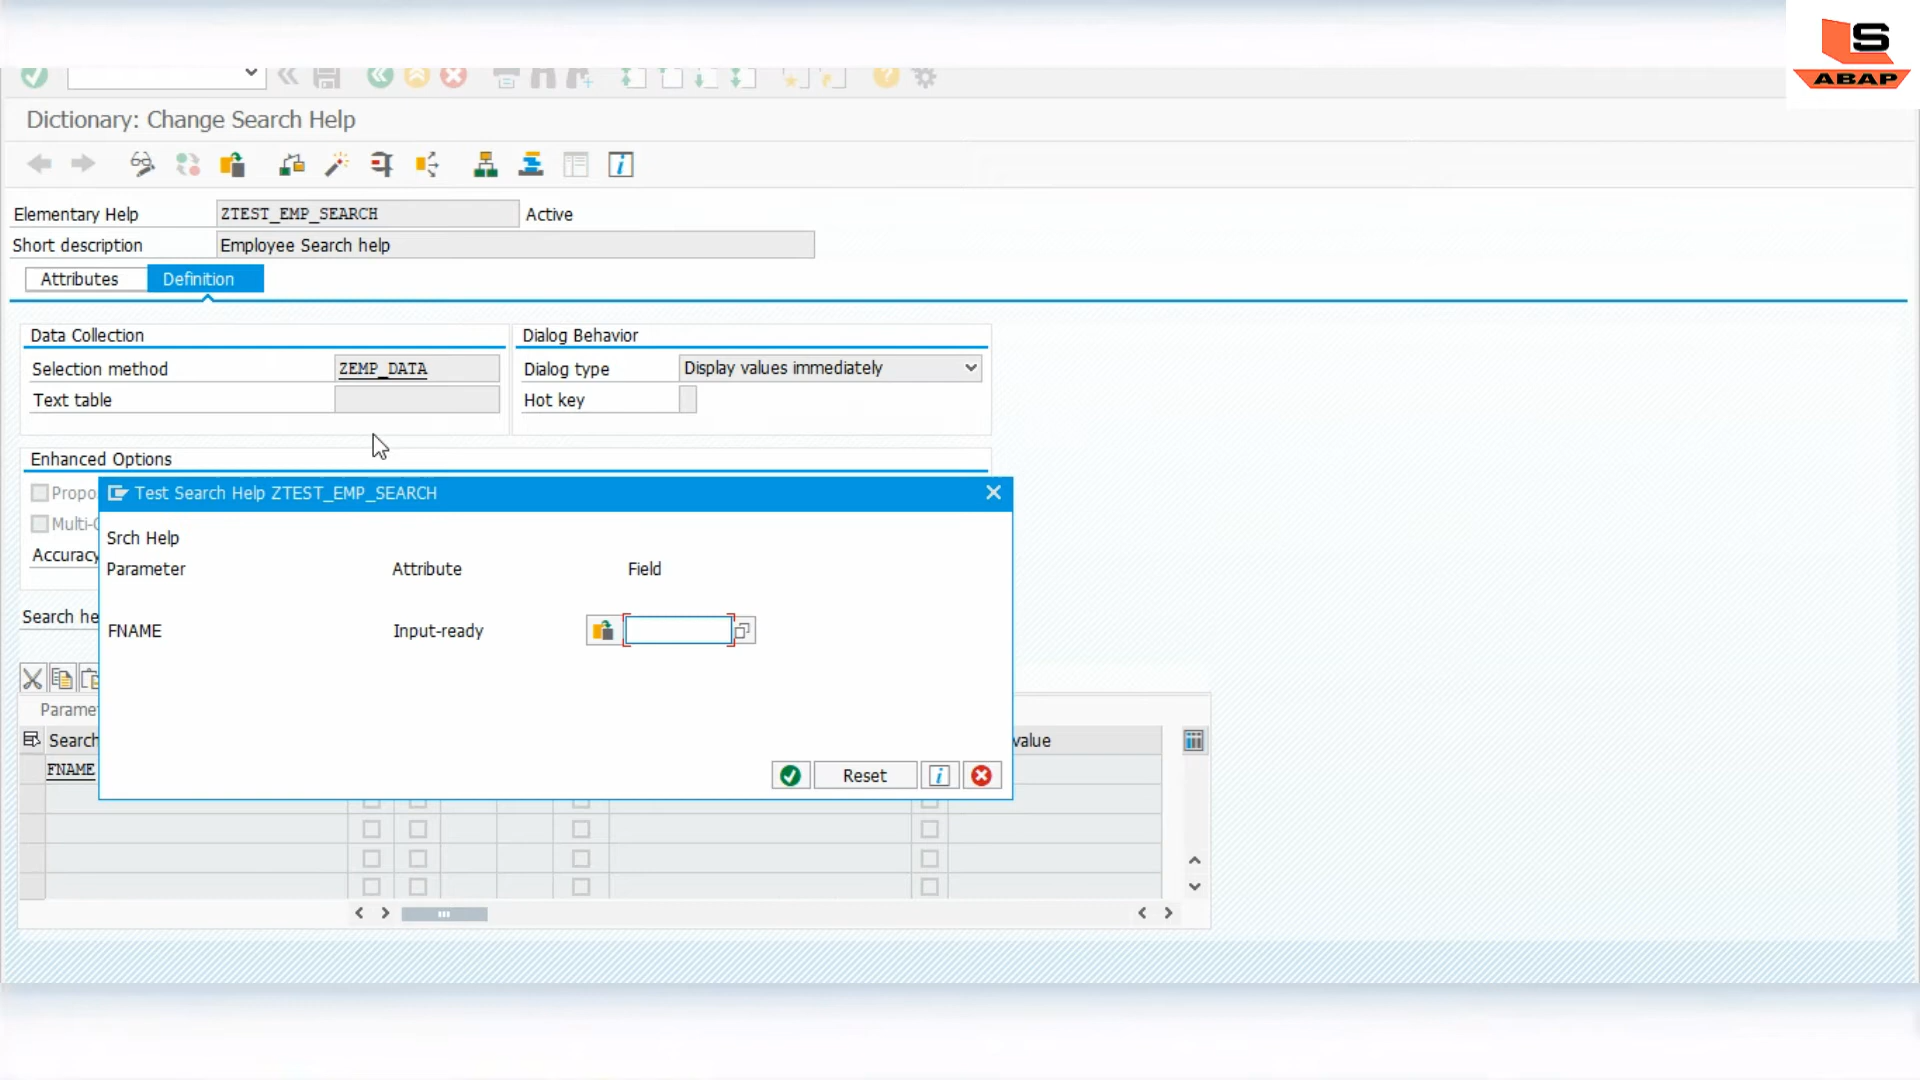 S
ABAP
Dictionary: Change Search Help
Elementary Help ZTEST_EMP_SEARCH Active
Short description Employee Search help
Attributes Definition
Data Collection Dialog Behavior
Selection method ZEMP_DATA Dialog type Display values immediately
Text table Hot key
Enhanced Options
Propo
Test Search Help ZTEST_EMP_SEARCH
Multi-
Srch Help
Accuracy
Parameter Attribute Field
Search he
FNAME Input-ready
Parame
Search value
FNAME
Reset